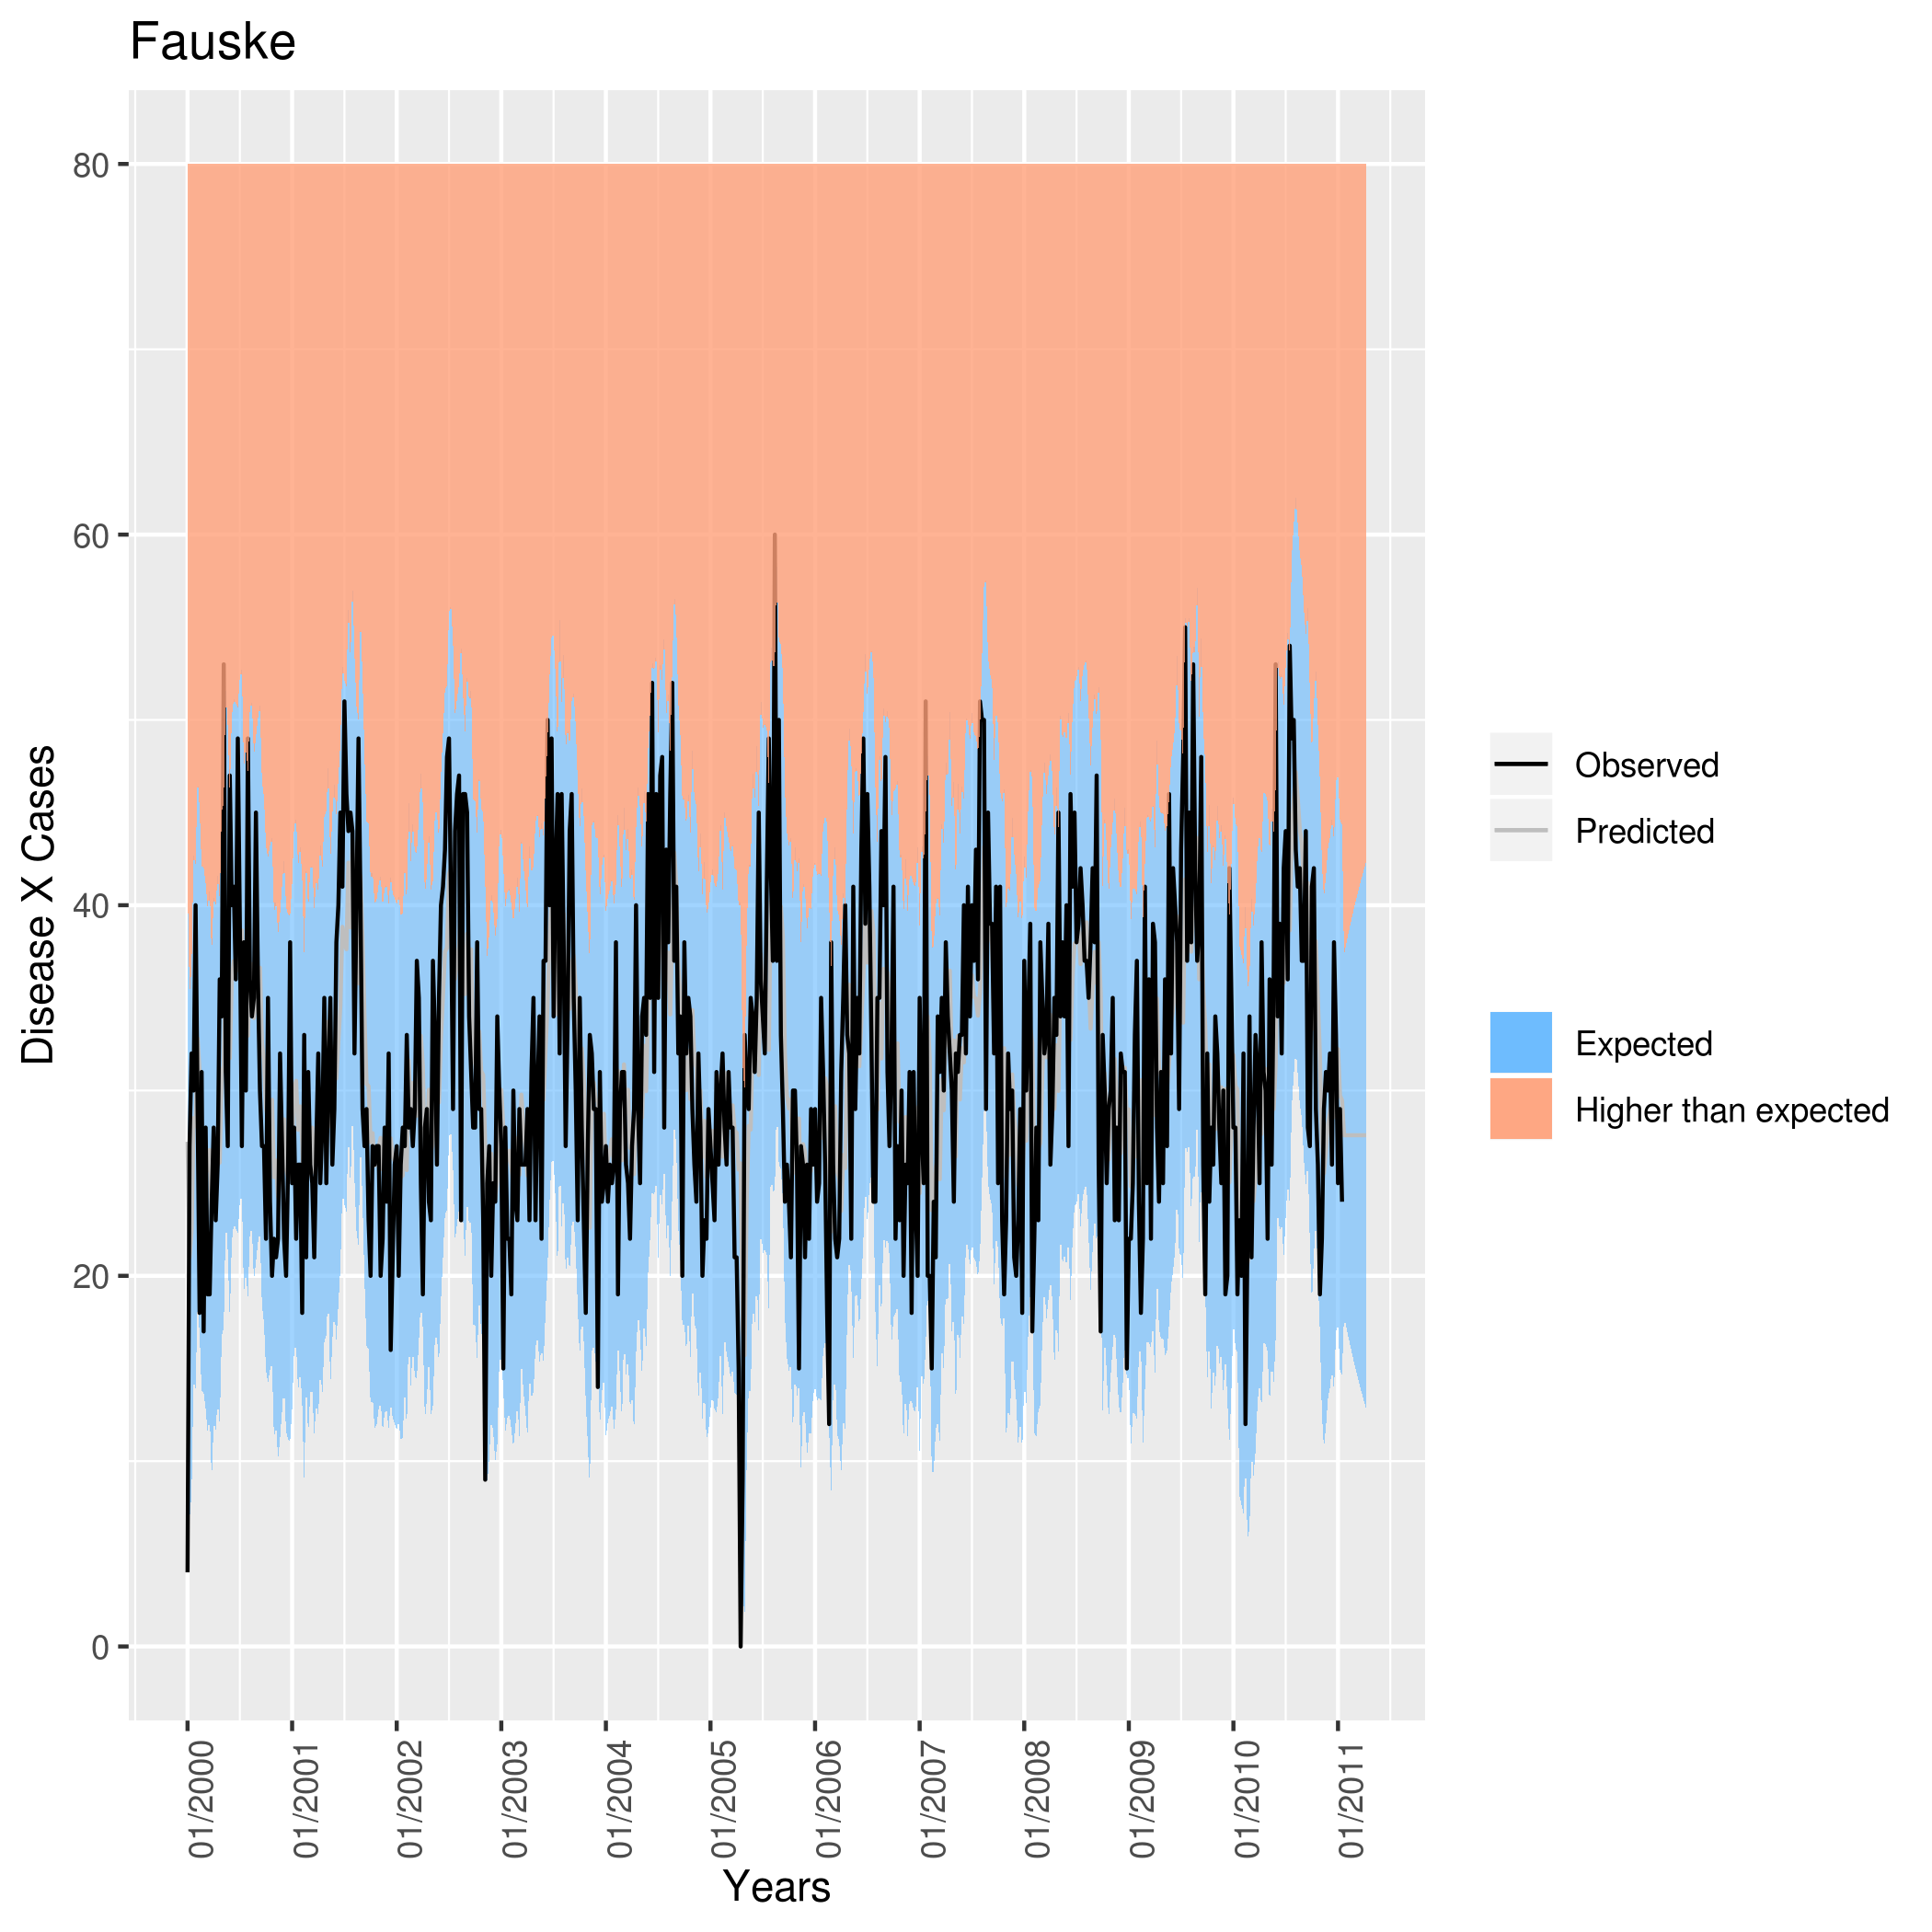 Fauske
80
60
40
20
0
Disease X Cases
01/2000
01/2001
01/2002
01/2003
01/2004
01/2005
01/2006
01/2007
01/2008
01/2009
01/2010
01/2011
Years
Observed
Predicted
Expected
Higher than expected